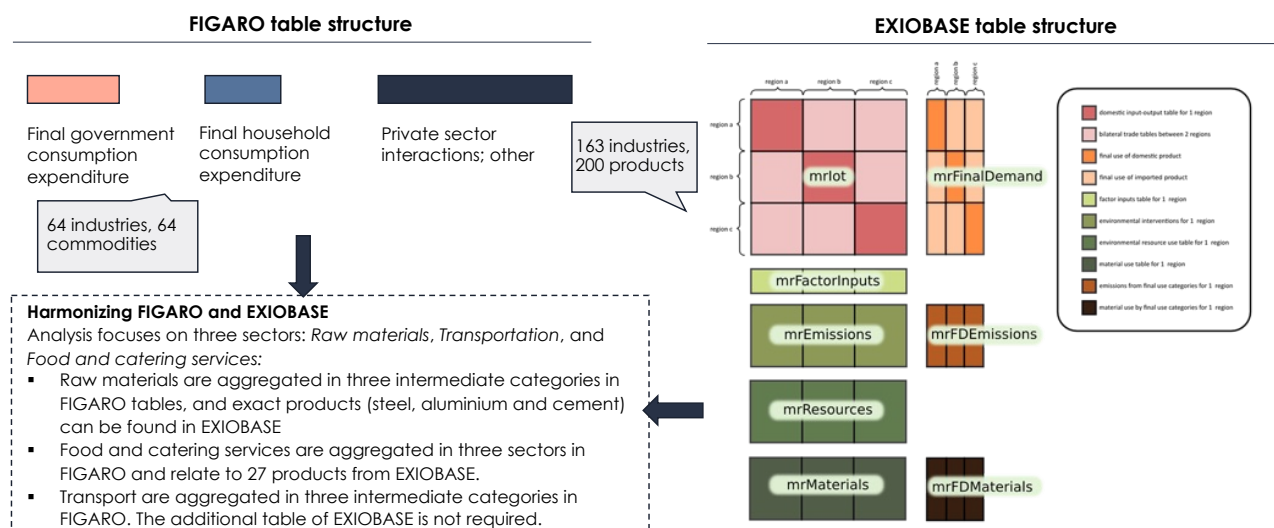 FIGARO table structure
Final government
consumption
expenditure
Final household
consumption
expenditure
Private sector
interactions; other
64 industries, 64
commodities
Harmonizing FIGARO and EXIOBASE
Analysis focuses on three sectors: Raw materials, Transportation, and
Food and catering services:
▪ Raw materials are aggregated in three intermediate categories in
FIGARO tables, and exact products (steel, aluminium and cement)
can be found in EXIOBASE
▪ Food and catering services are aggregated in three sectors in
FIGARO and relate to 27 products from EXIOBASE.
▪ Transport are aggregated in three intermediate categories in
FIGARO. The additional table of EXIOBASE is not required.
EXIOBASE table structure
163 industries,
200 products
region a
region b
region c
region a
region b
region c
region a
region b
region c
mrIot
mrFinalDemand
mrFactorInputs
mrEmissions
mrFDEmissions
mrResources
mrMaterials
mrFDMaterials
domestic input-output table for 1 region
bilateral trade tables between 2 regions
final use of domestic product
final use of imported product
factor inputs table for 1 region
environmental interventions for 1 region
environmental resource use table for 1 region
material use table for 1 region
emissions from final use categories for 1 region
material use by final use categories for 1 region